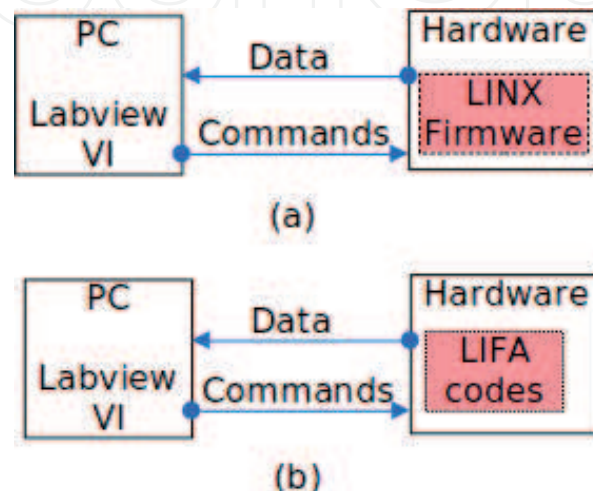 PC
Labview
VI
Data
Commands
Hardware
LINX
Firmware
(a)
PC
Labview
VI
Data
Commands
Hardware
LIFA
codes
(b)